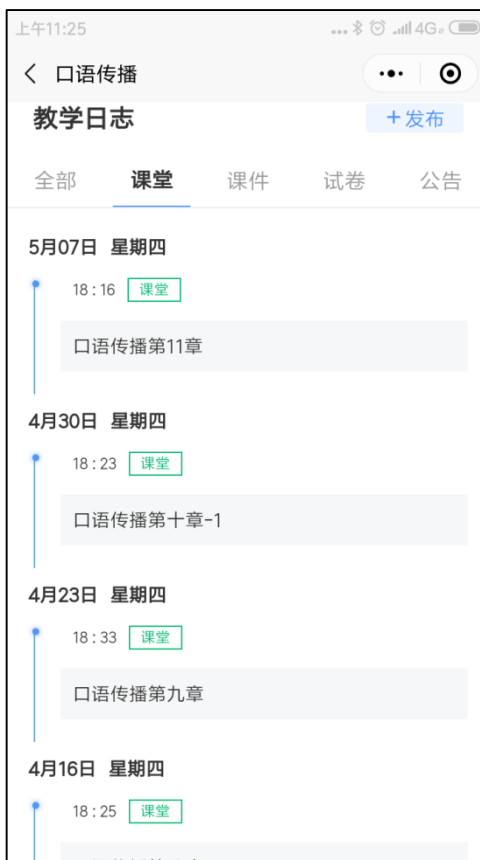 上午11:25
4G
口语传播
教学日志
+发布
全部 课堂 课件 试卷 公告
5月07日 星期四
18:16 课堂
口语传播第11章
4月30日 星期四
18:23 课堂
口语传播第十章-1
4月23日 星期四
18:33 课堂
口语传播第九章
4月16日 星期四
18:25 课堂